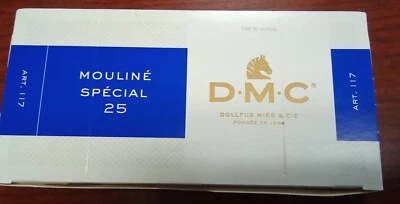 ART. 117
MOULINÉ
SPÉCIAL
25
D·M·C®
DOLLFUS MIEG & CIE
FONDÉE EN 1746
ART. 117